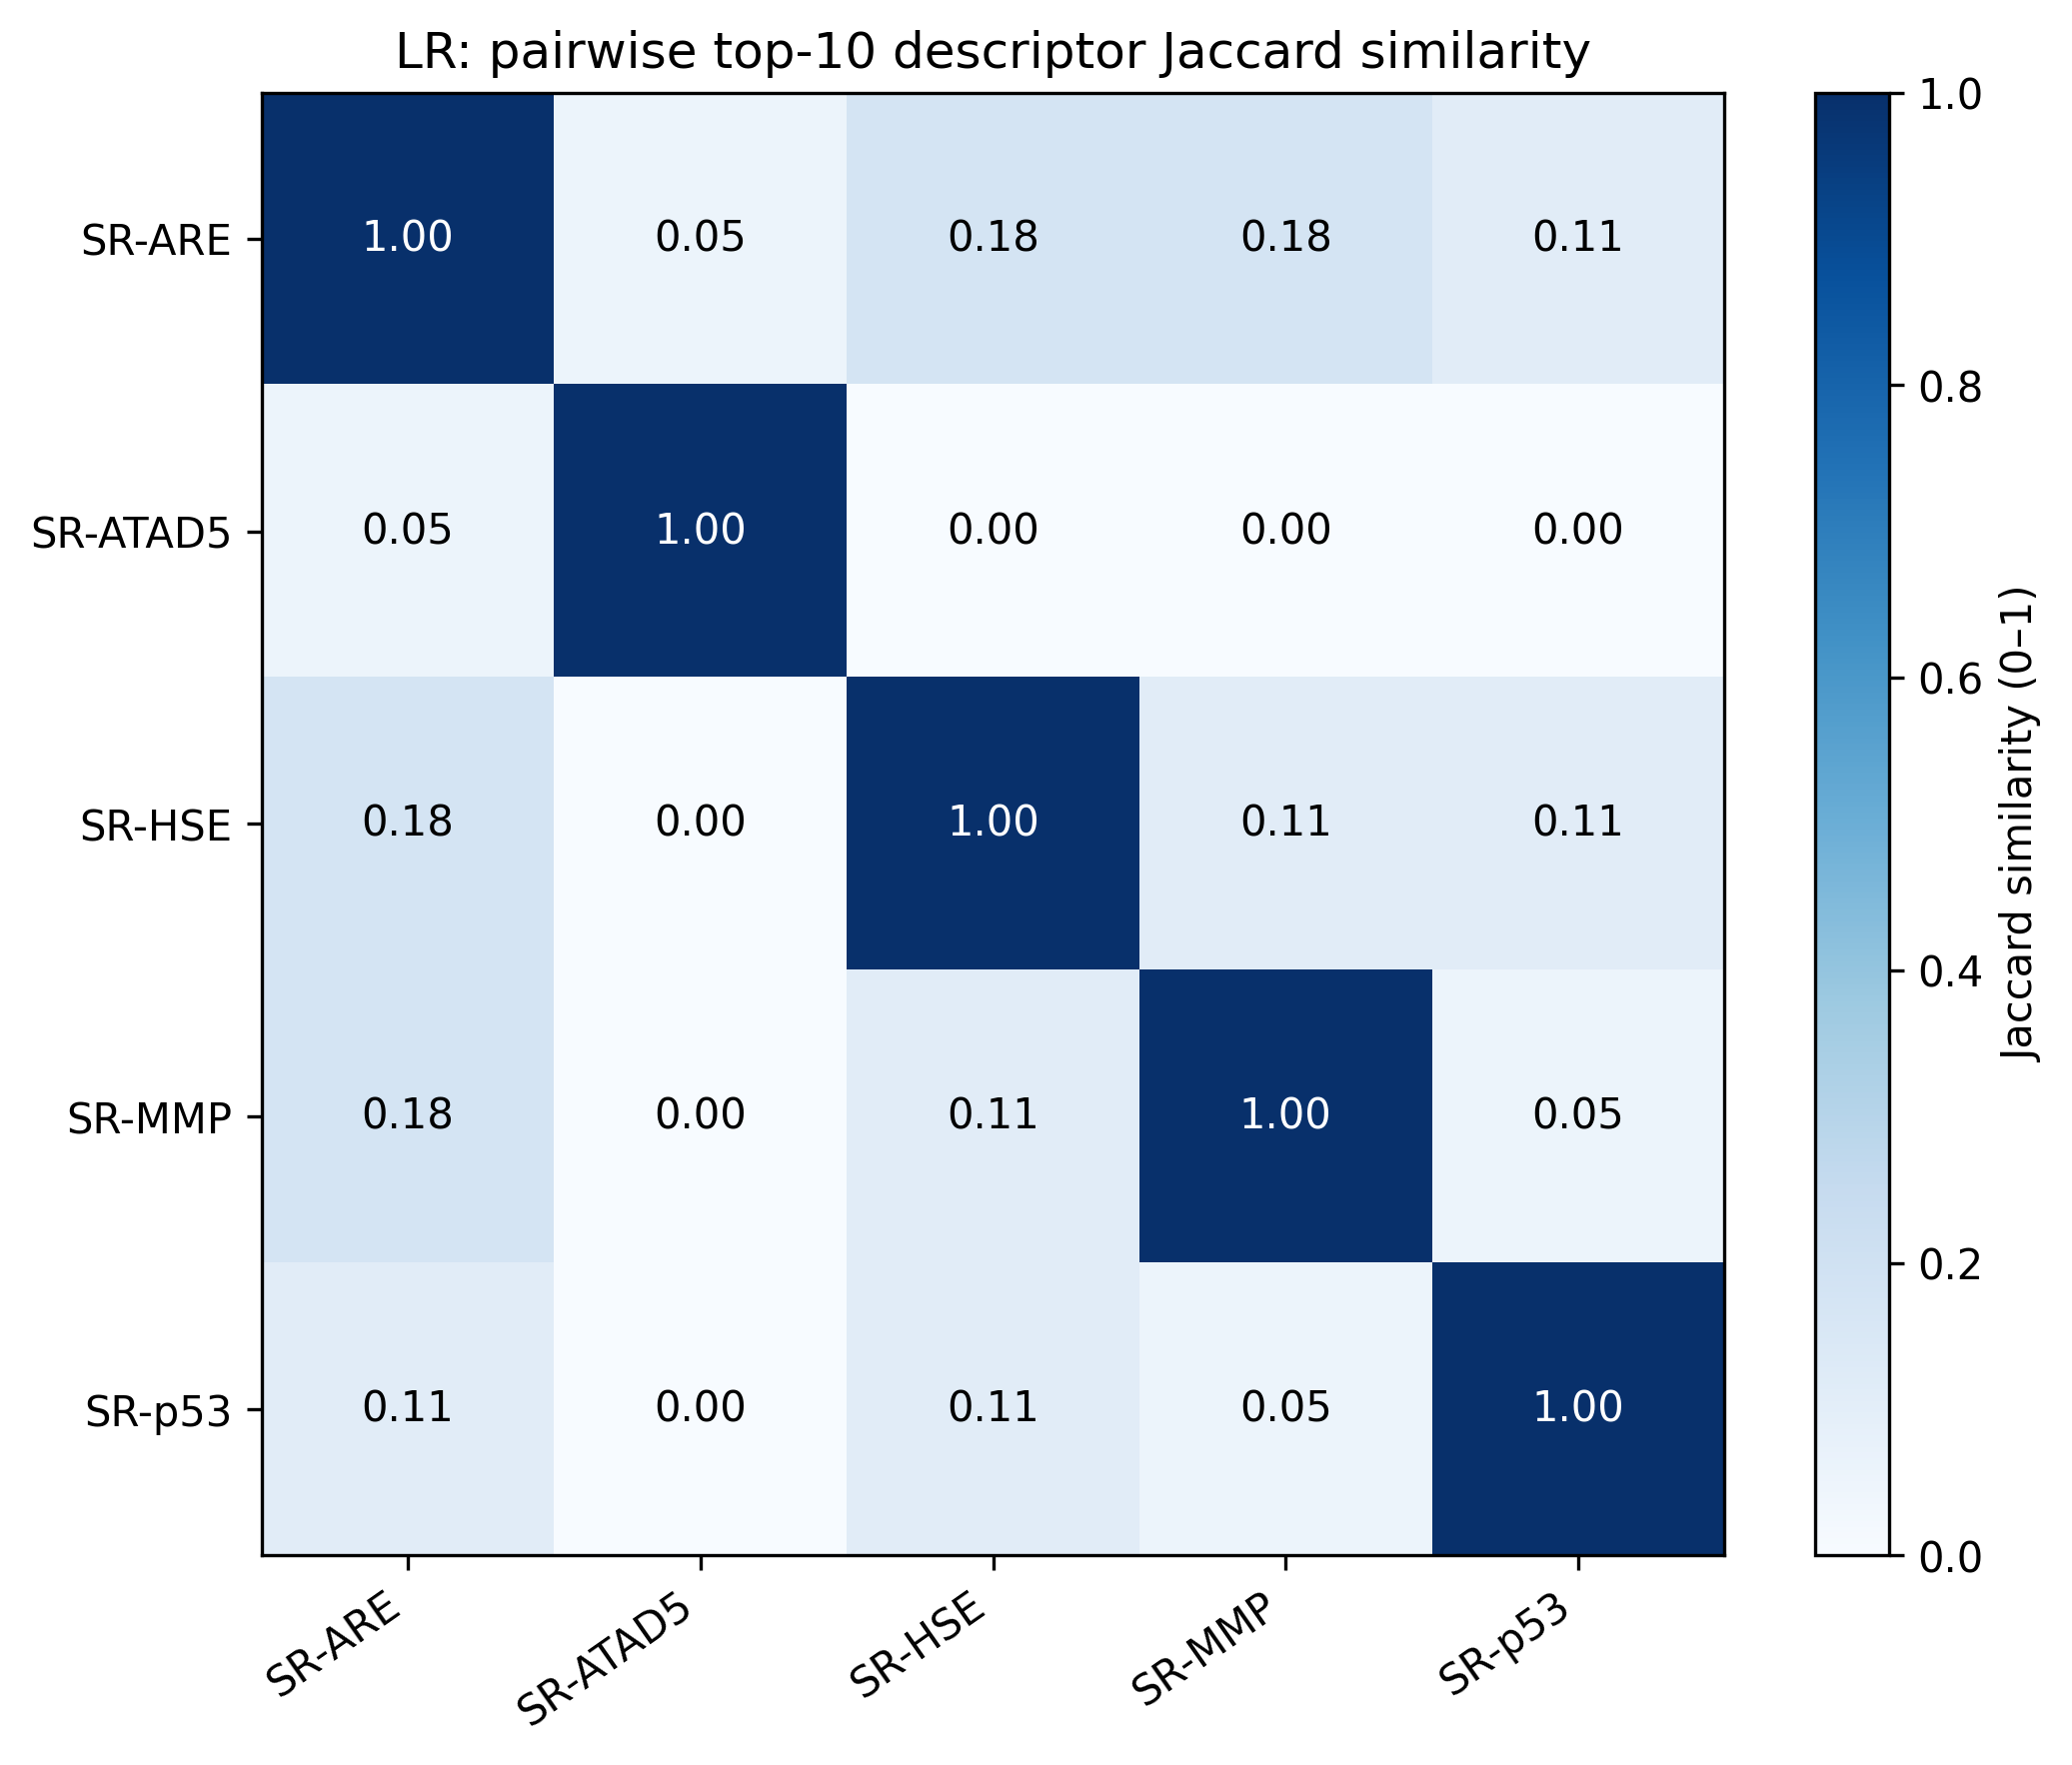 LR: pairwise top-10 descriptor Jaccard similarity
SR-ARE 1.00 0.05 0.18 0.18 0.11
SR-ATAD5 0.05 1.00 0.00 0.00 0.00
SR-HSE 0.18 0.00 1.00 0.11 0.11
SR-MMP 0.18 0.00 0.11 1.00 0.05
SR-p53 0.11 0.00 0.11 0.05 1.00
SR-ARE SR-ATAD5 SR-HSE SR-MMP SR-p53
1.0
0.8
0.6
0.4
0.2
0.0
Jaccard similarity (0–1)